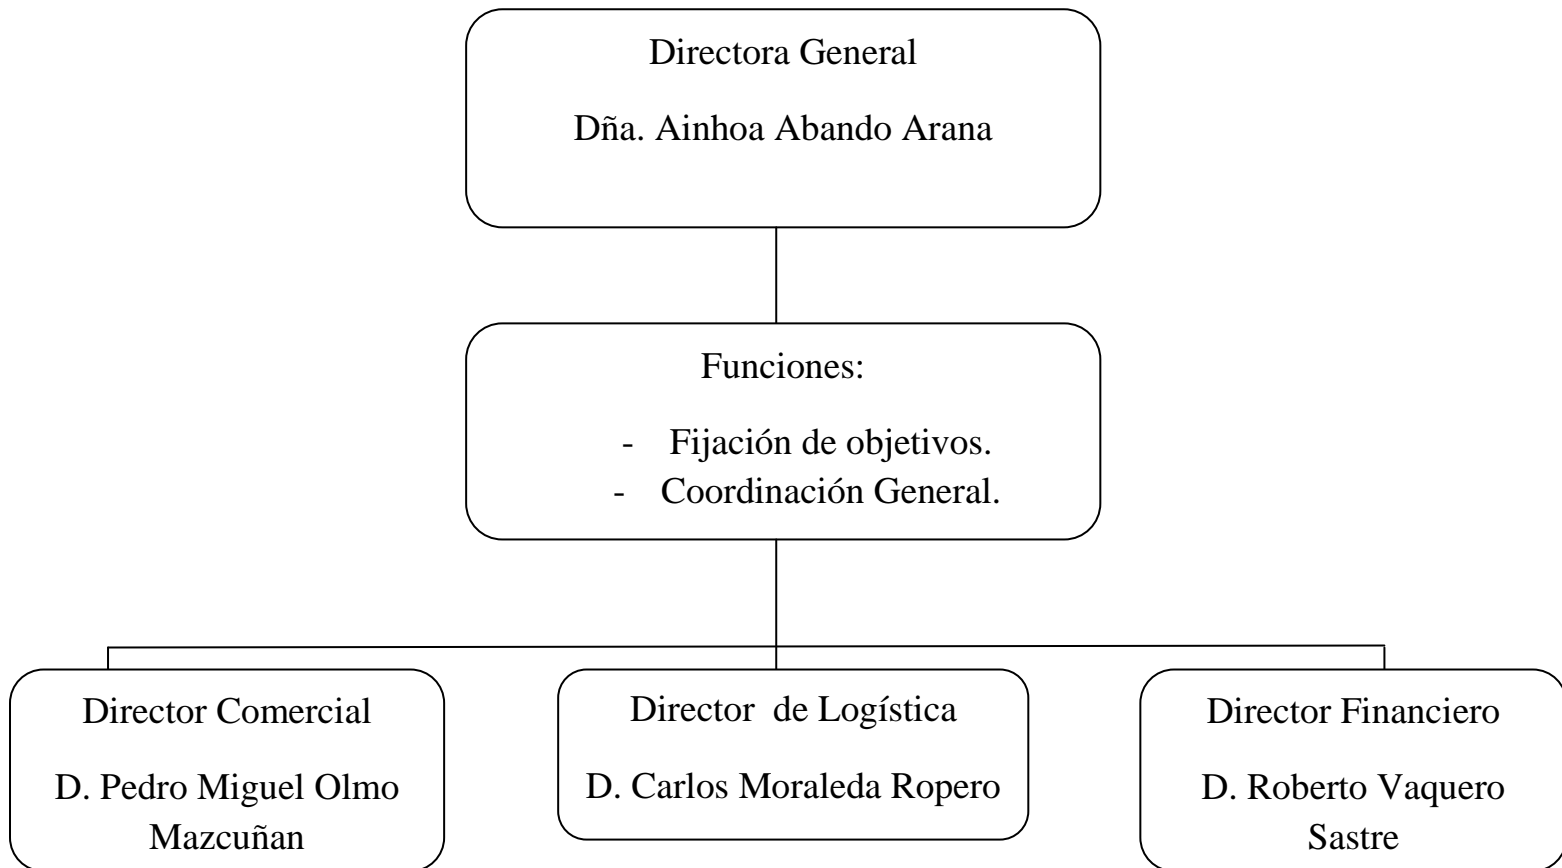 Directora General
Dña. Ainhoa Abando Arana
Funciones:
- Fijación de objetivos.
- Coordinación General.
Director Comercial
D. Pedro Miguel Olmo
Mazcuñan
Director de Logística
D. Carlos Moraleda Ropero
Director Financiero
D. Roberto Vaquero
Sastre